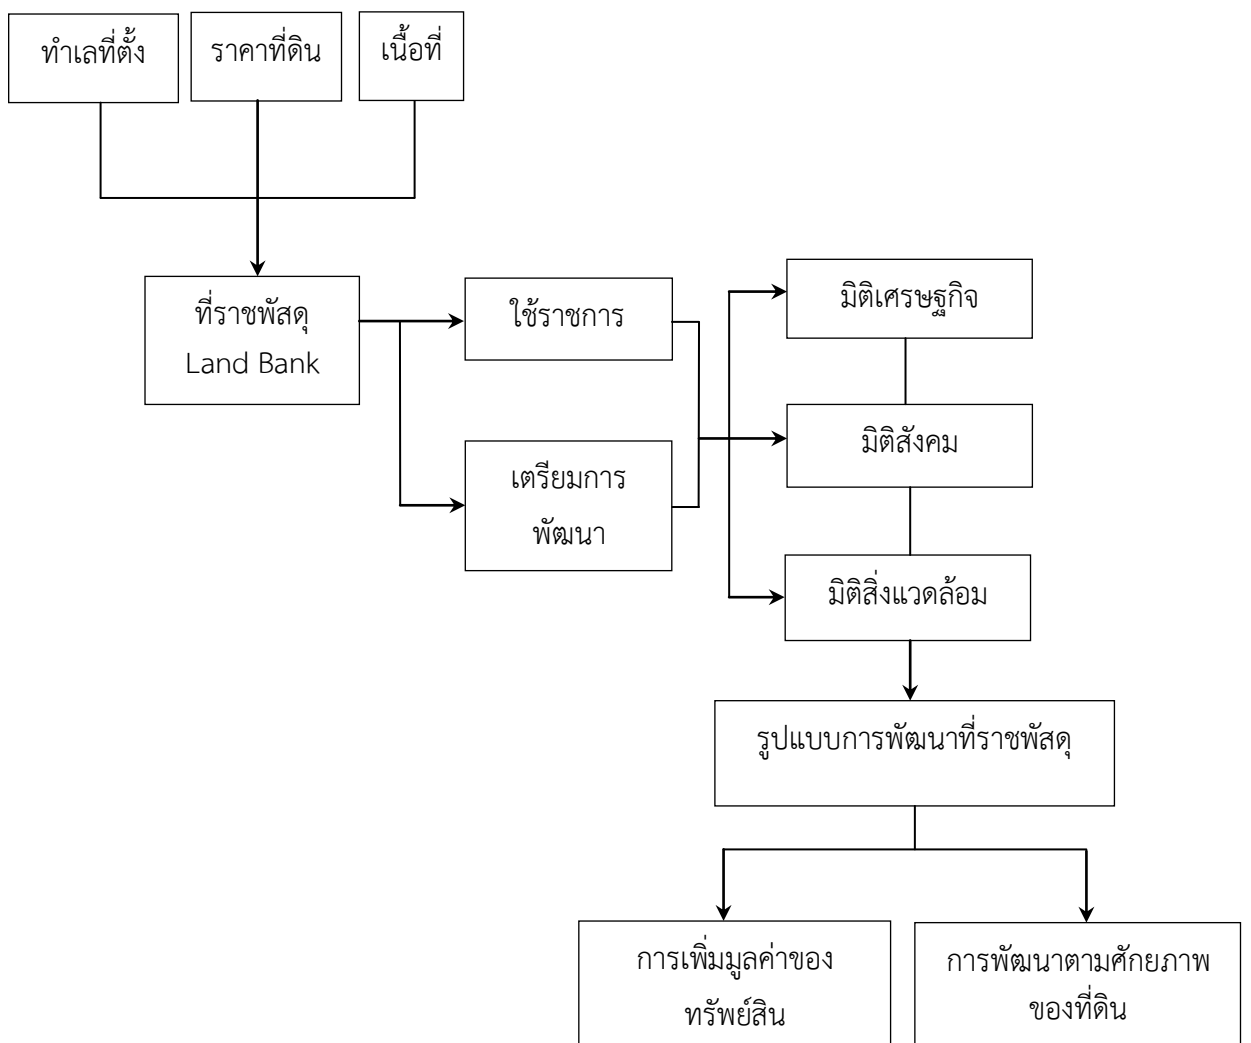 ทำเลที่ตั้ง
ราคาที่ดิน
เนื้อที่
ที่ราชพัสดุ
Land Bank
ใช้ราชการ
เตรียมการ
พัฒนา
มิติเศรษฐกิจ
มิติสังคม
มิติสิ่งแวดล้อม
รูปแบบการพัฒนาที่ราชพัสดุ
การเพิ่มมูลค่าของ
ทรัพย์สิน
การพัฒนาตามศักยภาพ
ของที่ดิน